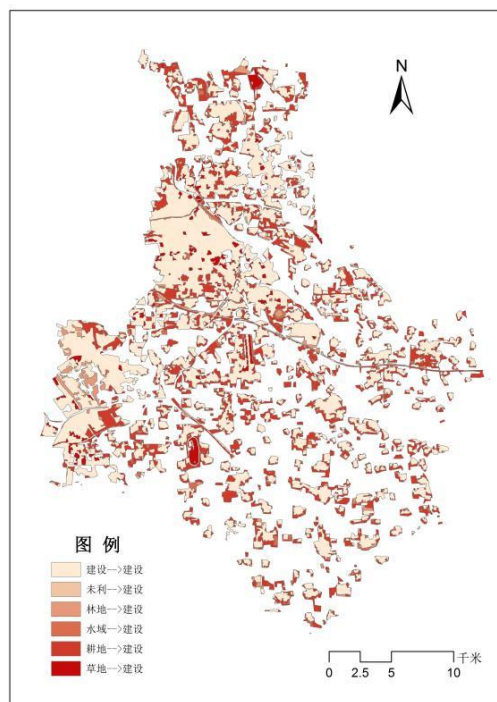 N
图 例
建设-->建设
未利-->建设
林地-->建设
水域-->建设
耕地-->建设
草地-->建设
千米
0 2.5 5 10